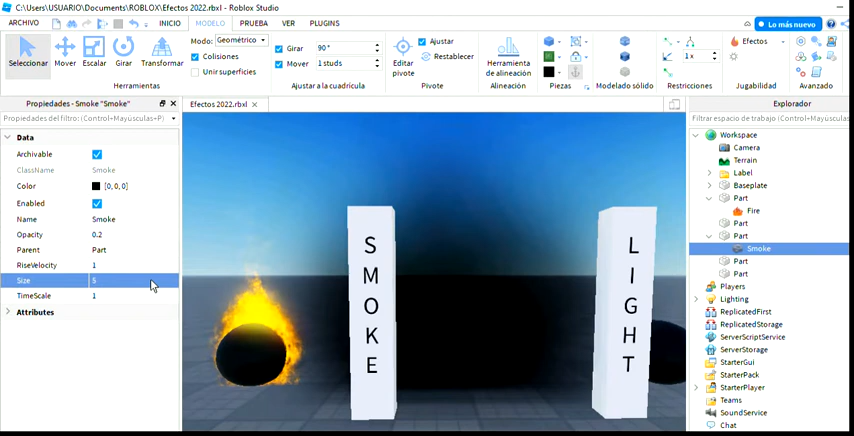 C:\Users\USUARIO\Documents\ROBLOX\Efectos 2022.rbxl - Roblox Studio
ARCHIVO INICIO MODELO PRUEBA VER PLUGINS
Lo más nuevo
Seleccionar Mover Escalar Girar Transformar
Herramientas
Modo: Geométrico
Colisiones
Unir superficies
Girar 90°
Mover 1 studs
Ajustar a la cuadrícula
Editar pivote
Ajustar
Restablecer
Pivote
Herramienta de alineación
Alineación
Piezas
Modelado sólido
1 x
Restricciones
Efectos
Jugabilidad
Avanzado
Propiedades - Smoke "Smoke"
Propiedades del filtro: (Control+Mayúsculas+P)
Data
Archivable
ClassName Smoke
Color [0, 0, 0]
Enabled
Name Smoke
Opacity 0.2
Parent Part
RiseVelocity 1
Size 5
TimeScale 1
Attributes
Efectos 2022.rbxl
SMOKE
LIGHT
Explorador
Filtrar espacio de trabajo (Control+Mayúsculas
Workspace
Camera
Terrain
Label
Baseplate
Part
Fire
Part
Part
Smoke
Part
Part
Players
Lighting
ReplicatedFirst
ReplicatedStorage
ServerScriptService
ServerStorage
StarterGui
StarterPack
StarterPlayer
Teams
SoundService
Chat